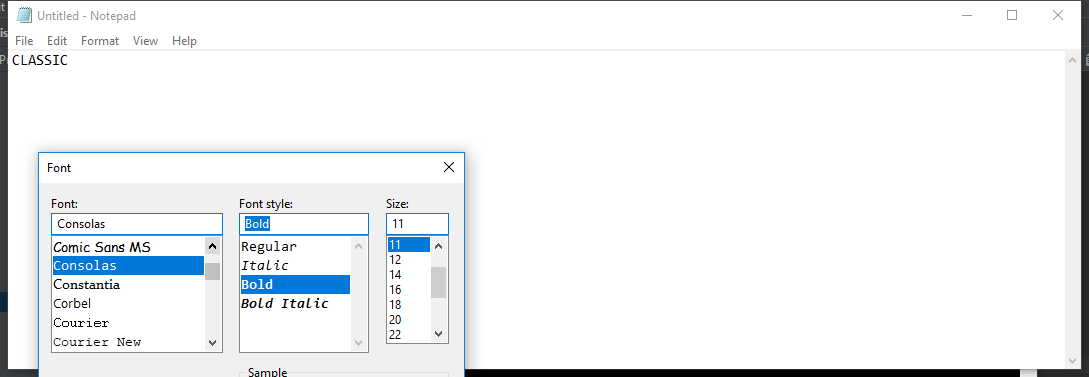 Untitled - Notepad
File Edit Format View Help
CLASSIC
Font
Font: Font style: Size:
Consolas Bold 11
Comic Sans MS
Consolas
Constantia
Corbel
Courier
Courier New
Regular
Italic
Bold
Bold Italic
11
12
14
16
18
20
22
Sample